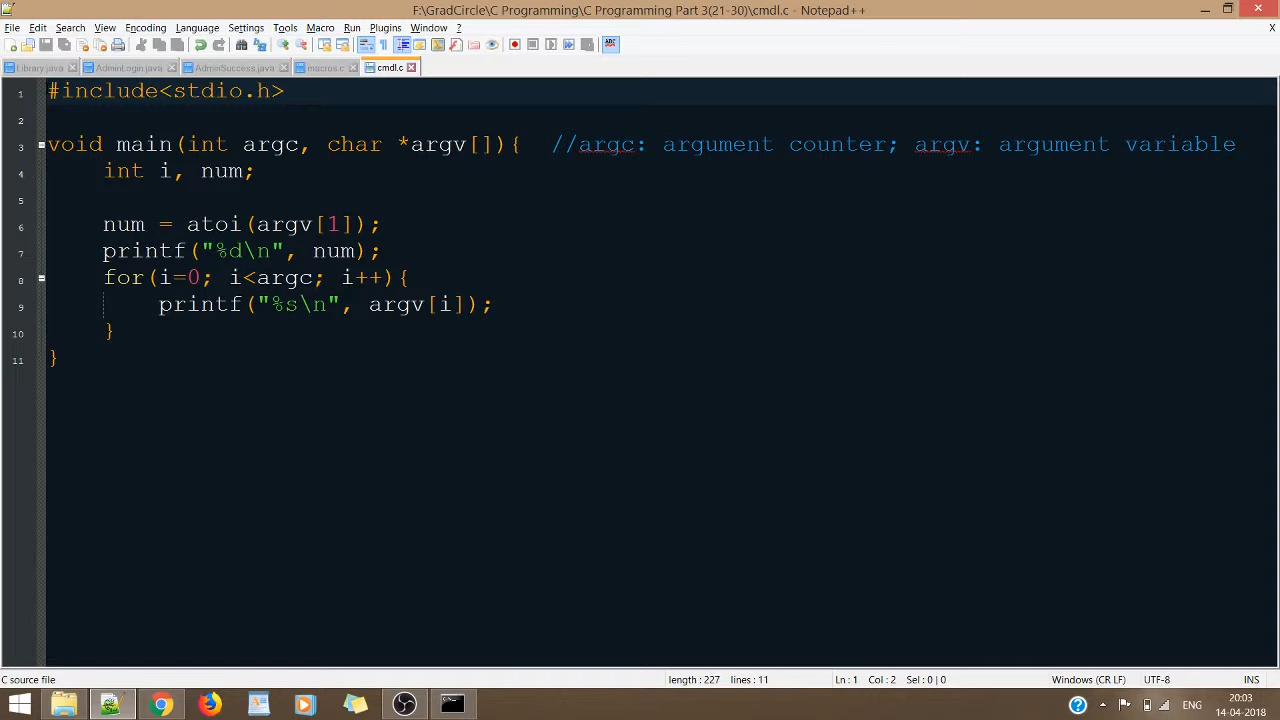 F:\GradCircle\C Programming\C Programming Part 3(21-30)\cmdl.c - Notepad++
File Edit Search View Encoding Language Settings Tools Macro Run Plugins Window ? X
Library.java AdminLogin.java AdminSuccess.java macros.c cmdl.c
1 #include<stdio.h>
2
3 void main(int argc, char *argv[]){ //argc: argument counter; argv: argument variable
4 int i, num;
5
6 num = atoi(argv[1]);
7 printf("%d\n", num);
8 for(i=0; i<argc; i++){
9 printf("%s\n", argv[i]);
10 }
11 }
C source file length : 227 lines : 11 Ln : 1 Col : 2 Sel : 0 | 0 Windows (CR LF) UTF-8 INS
ENG 20:03
14-04-2018